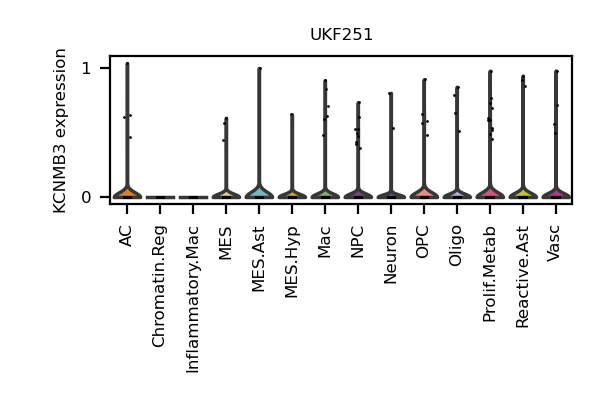 UKF251
KCNMB3 expression
1
0
AC
Chromatin.Reg
Inflammatory.Mac
MES
MES.Ast
MES.Hyp
Mac
NPC
Neuron
OPC
Oligo
Prolif.Metab
Reactive.Ast
Vasc